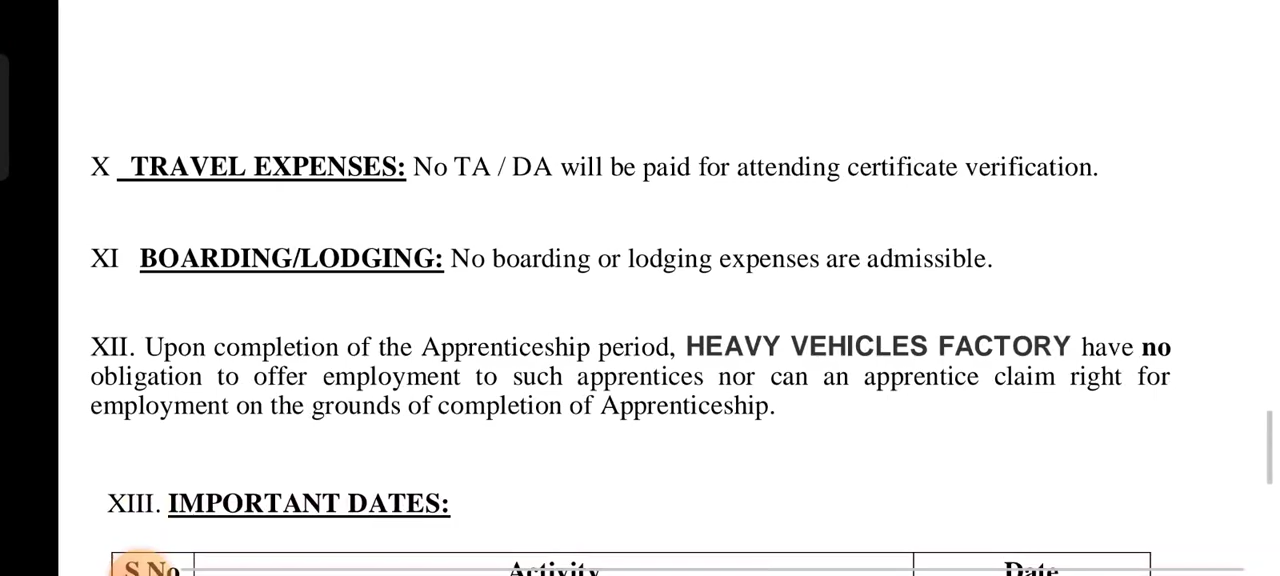 X TRAVEL EXPENSES: No TA / DA will be paid for attending certificate verification.
XI BOARDING/LODGING: No boarding or lodging expenses are admissible.
XII. Upon completion of the Apprenticeship period, HEAVY VEHICLES FACTORY have no
obligation to offer employment to such apprentices nor can an apprentice claim right for
employment on the grounds of completion of Apprenticeship.
XIII. IMPORTANT DATES:
S.No Activity Date